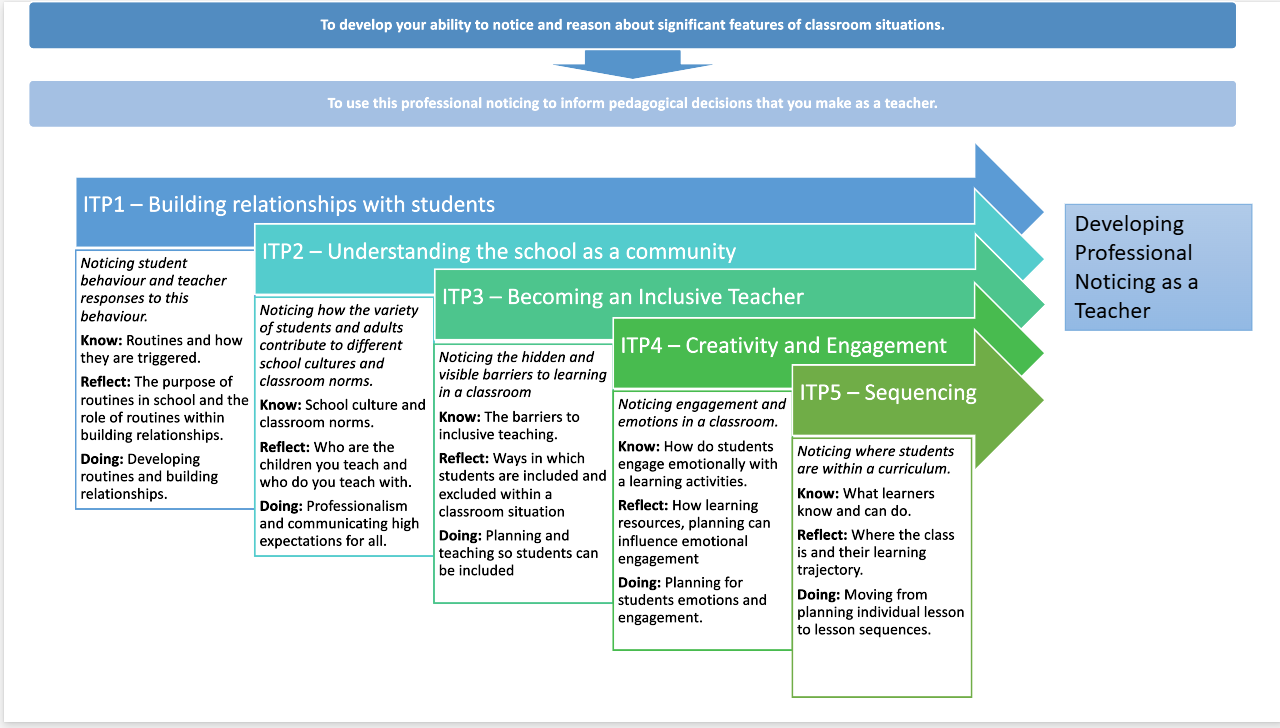 To develop your ability to notice and reason about significant features of classroom situations.
To use this professional noticing to inform pedagogical decisions that you make as a teacher.
ITP1 – Building relationships with students
Noticing student
behaviour and teacher
responses to this
behaviour.
Know: Routines and how
they are triggered.
Reflect: The purpose of
routines in school and the
role of routines within
building relationships.
Doing: Developing
routines and building
relationships.
ITP2 – Understanding the school as a community
Noticing how the variety
of students and adults
contribute to different
school cultures and
classroom norms.
Know: School culture and
classroom norms.
Reflect: Who are the
children you teach and
who do you teach with.
Doing: Professionalism
and communicating high
expectations for all.
ITP3 – Becoming an Inclusive Teacher
Noticing the hidden and
visible barriers to learning
in a classroom
Know: The barriers to
inclusive teaching.
Reflect: Ways in which
students are included and
excluded within a
classroom situation
Doing: Planning and
teaching so students can
be included
ITP4 – Creativity and Engagement
Noticing engagement and
emotions in a classroom.
Know: How do students
engage emotionally with
a learning activities.
Reflect: How learning
resources, planning can
influence emotional
engagement
Doing: Planning for
students emotions and
engagement.
ITP5 – Sequencing
Noticing where students
are within a curriculum.
Know: What learners
know and can do.
Reflect: Where the class
is and their learning
trajectory.
Doing: Moving from
planning individual lesson
to lesson sequences.
Developing
Professional
Noticing as a
Teacher